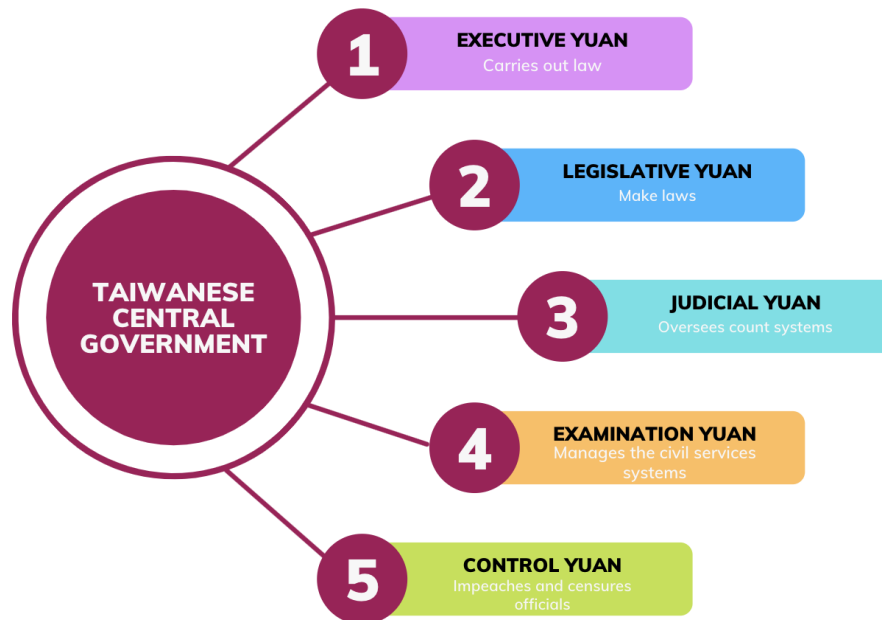 TAIWANESE
CENTRAL
GOVERNMENT
1
EXECUTIVE YUAN
Carries out law
2
LEGISLATIVE YUAN
Make laws
3
JUDICIAL YUAN
Oversees count systems
4
EXAMINATION YUAN
Manages the civil services
systems
5
CONTROL YUAN
Impeaches and censures
officials